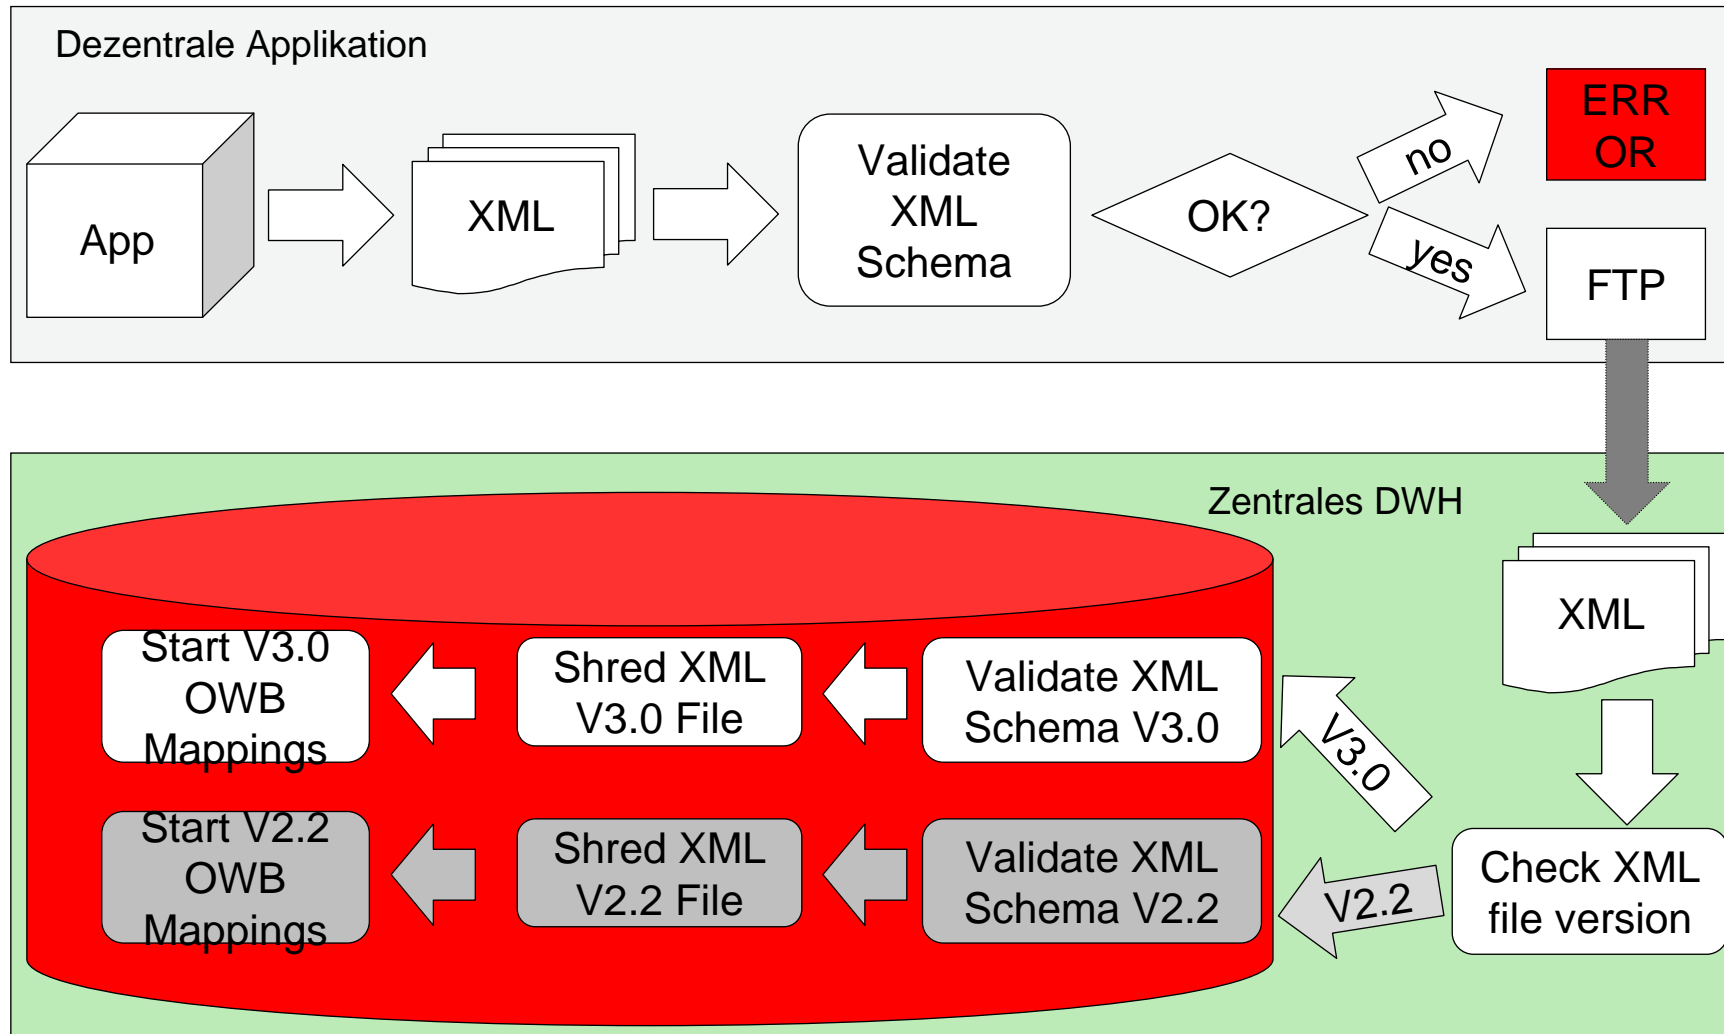 Dezentrale Applikation
App
XML
Validate
XML
Schema
OK?
no
yes
ERR
OR
FTP
Zentrales DWH
XML
Check XML
file version
V3.0
V2.2
Validate XML
Schema V3.0
Shred XML
V3.0 File
Start V3.0
OWB
Mappings
Validate XML
Schema V2.2
Shred XML
V2.2 File
Start V2.2
OWB
Mappings